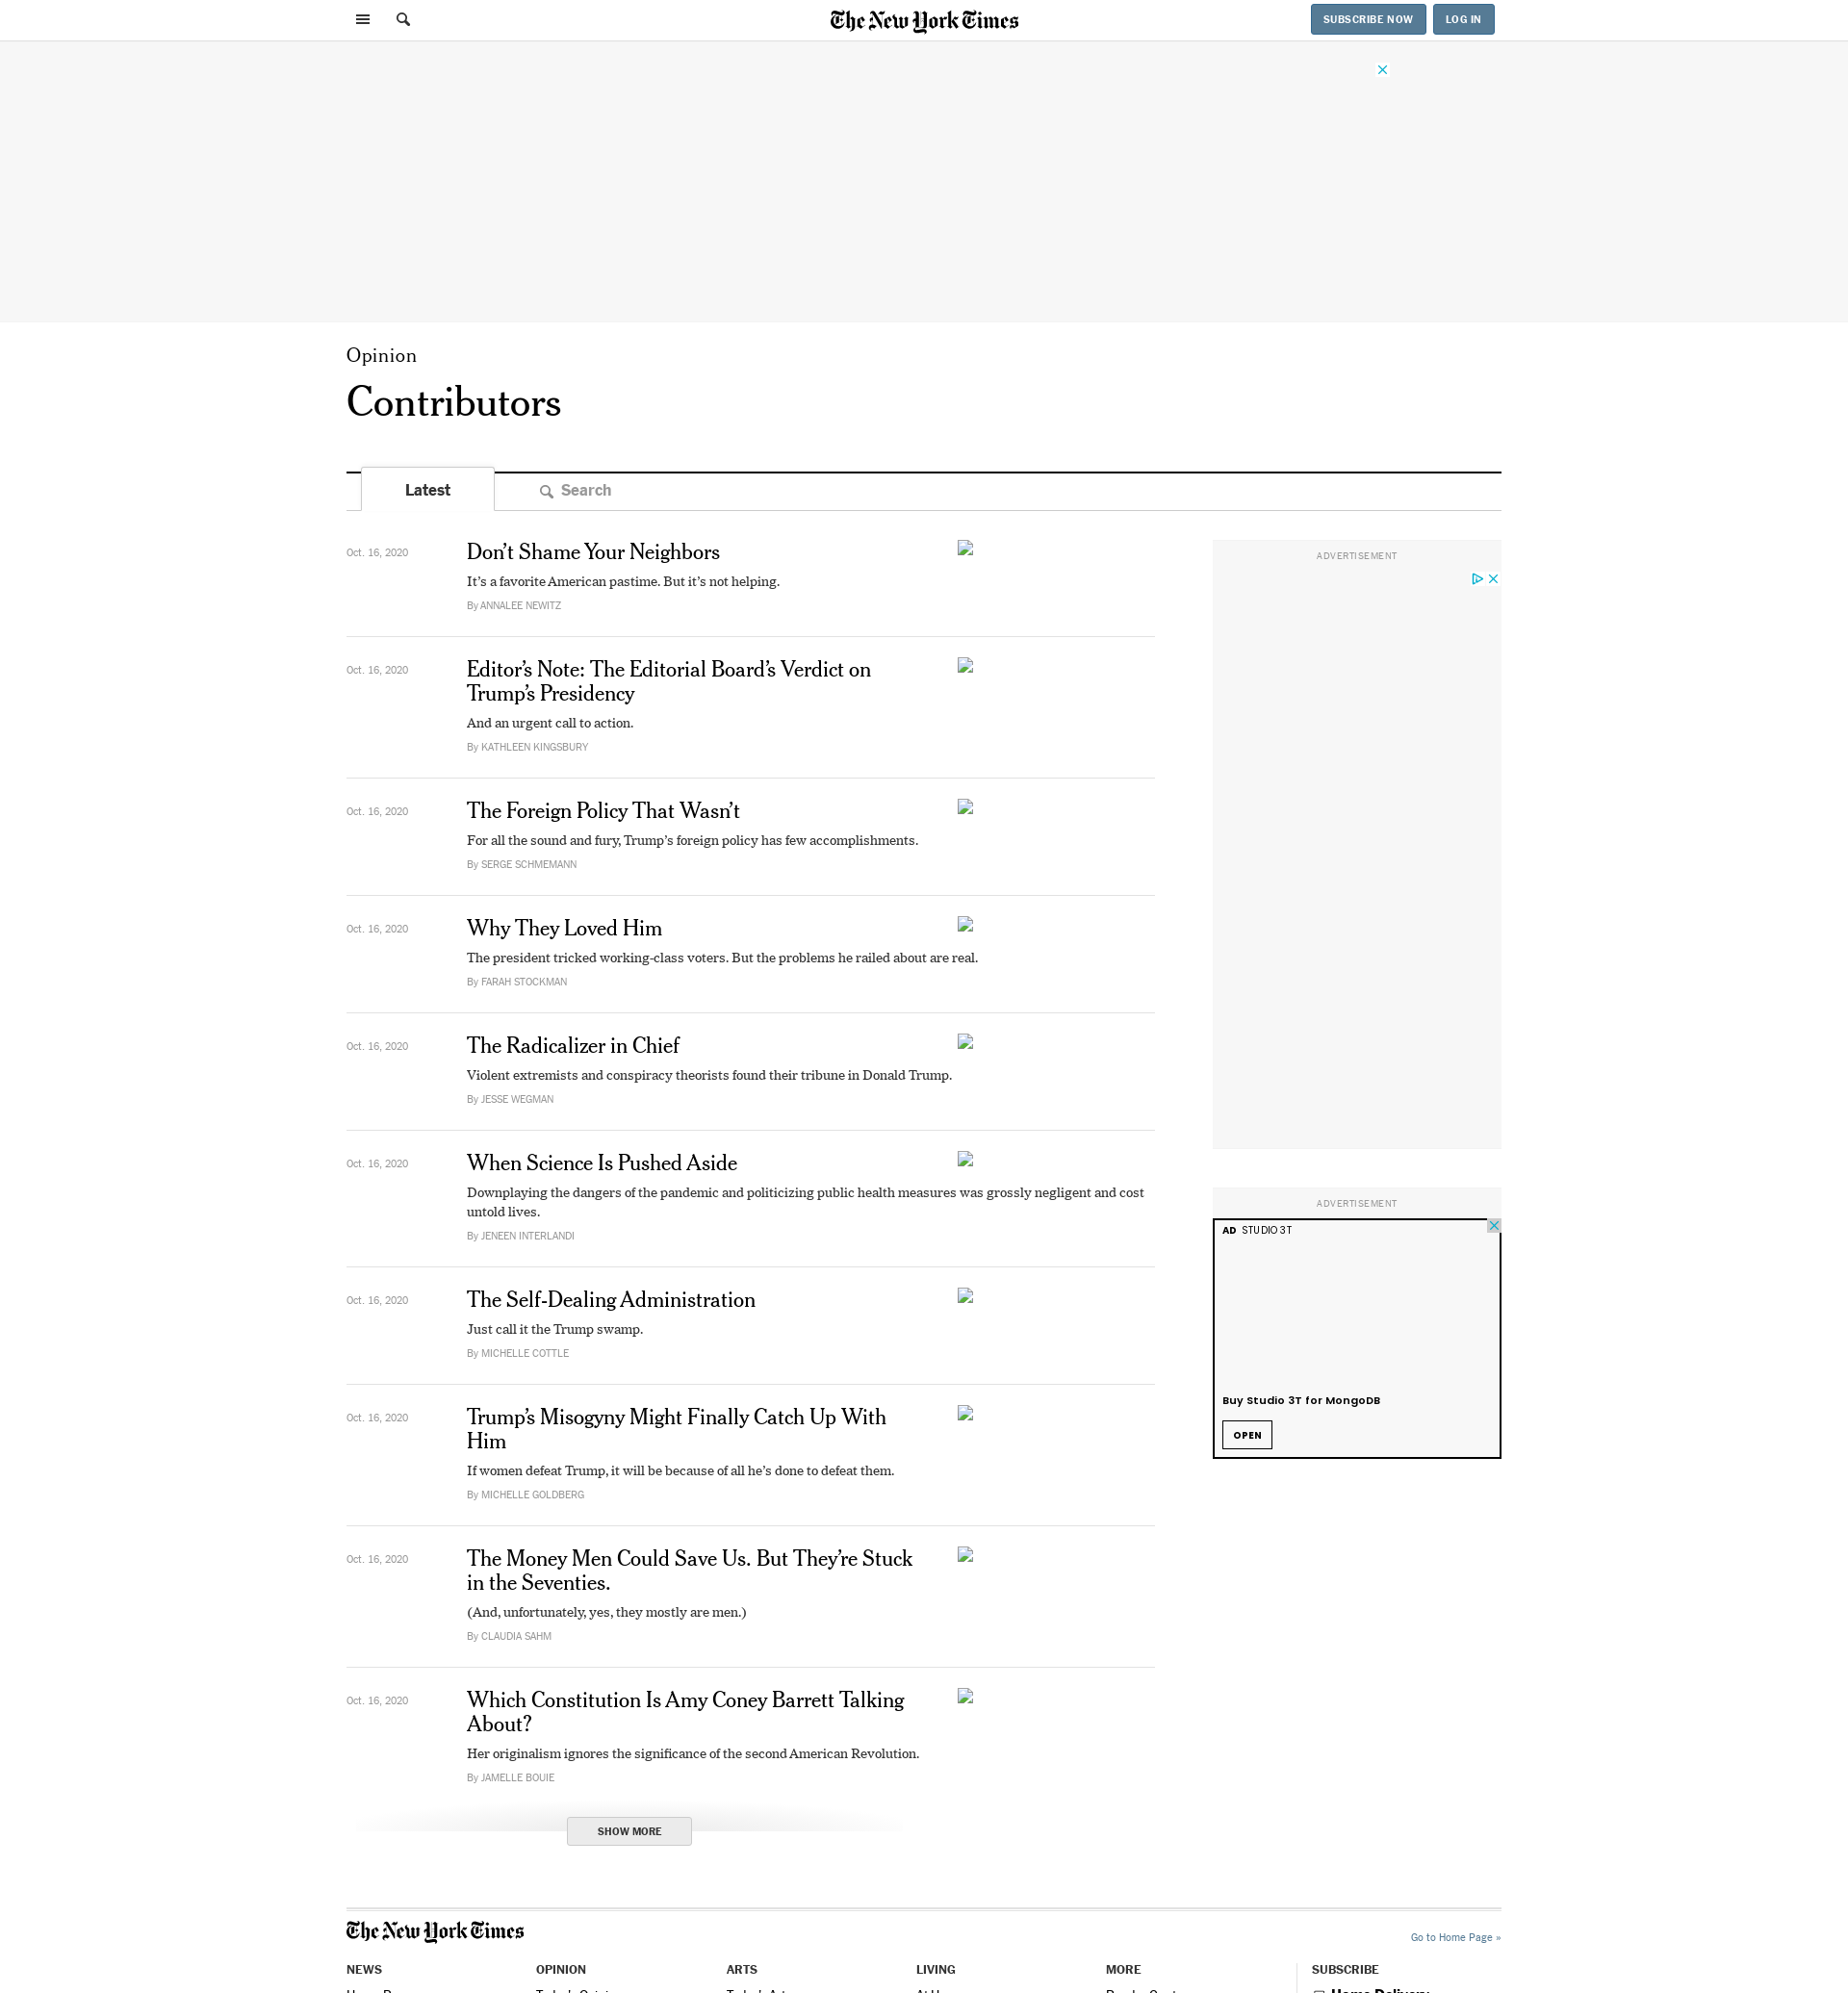 The New York Times
SUBSCRIBE NOW
LOG IN
Opinion
Contributors
Latest
Search
Oct. 16, 2020
Don’t Shame Your Neighbors
It’s a favorite American pastime. But it’s not helping.
By ANNALEE NEWITZ
Oct. 16, 2020
Editor’s Note: The Editorial Board’s Verdict on
Trump’s Presidency
And an urgent call to action.
By KATHLEEN KINGSBURY
Oct. 16, 2020
The Foreign Policy That Wasn’t
For all the sound and fury, Trump’s foreign policy has few accomplishments.
By SERGE SCHMEMANN
Oct. 16, 2020
Why They Loved Him
The president tricked working-class voters. But the problems he railed about are real.
By FARAH STOCKMAN
Oct. 16, 2020
The Radicalizer in Chief
Violent extremists and conspiracy theorists found their tribune in Donald Trump.
By JESSE WEGMAN
Oct. 16, 2020
When Science Is Pushed Aside
Downplaying the dangers of the pandemic and politicizing public health measures was grossly negligent and cost
untold lives.
By JENEEN INTERLANDI
Oct. 16, 2020
The Self-Dealing Administration
Just call it the Trump swamp.
By MICHELLE COTTLE
Oct. 16, 2020
Trump’s Misogyny Might Finally Catch Up With
Him
If women defeat Trump, it will be because of all he’s done to defeat them.
By MICHELLE GOLDBERG
Oct. 16, 2020
The Money Men Could Save Us. But They’re Stuck
in the Seventies.
(And, unfortunately, yes, they mostly are men.)
By CLAUDIA SAHM
Oct. 16, 2020
Which Constitution Is Amy Coney Barrett Talking
About?
Her originalism ignores the significance of the second American Revolution.
By JAMELLE BOUIE
SHOW MORE
ADVERTISEMENT
ADVERTISEMENT
AD STUDIO 3T
Buy Studio 3T for MongoDB
OPEN
The New York Times
Go to Home Page »
NEWS
OPINION
ARTS
LIVING
MORE
SUBSCRIBE
Home Delivery